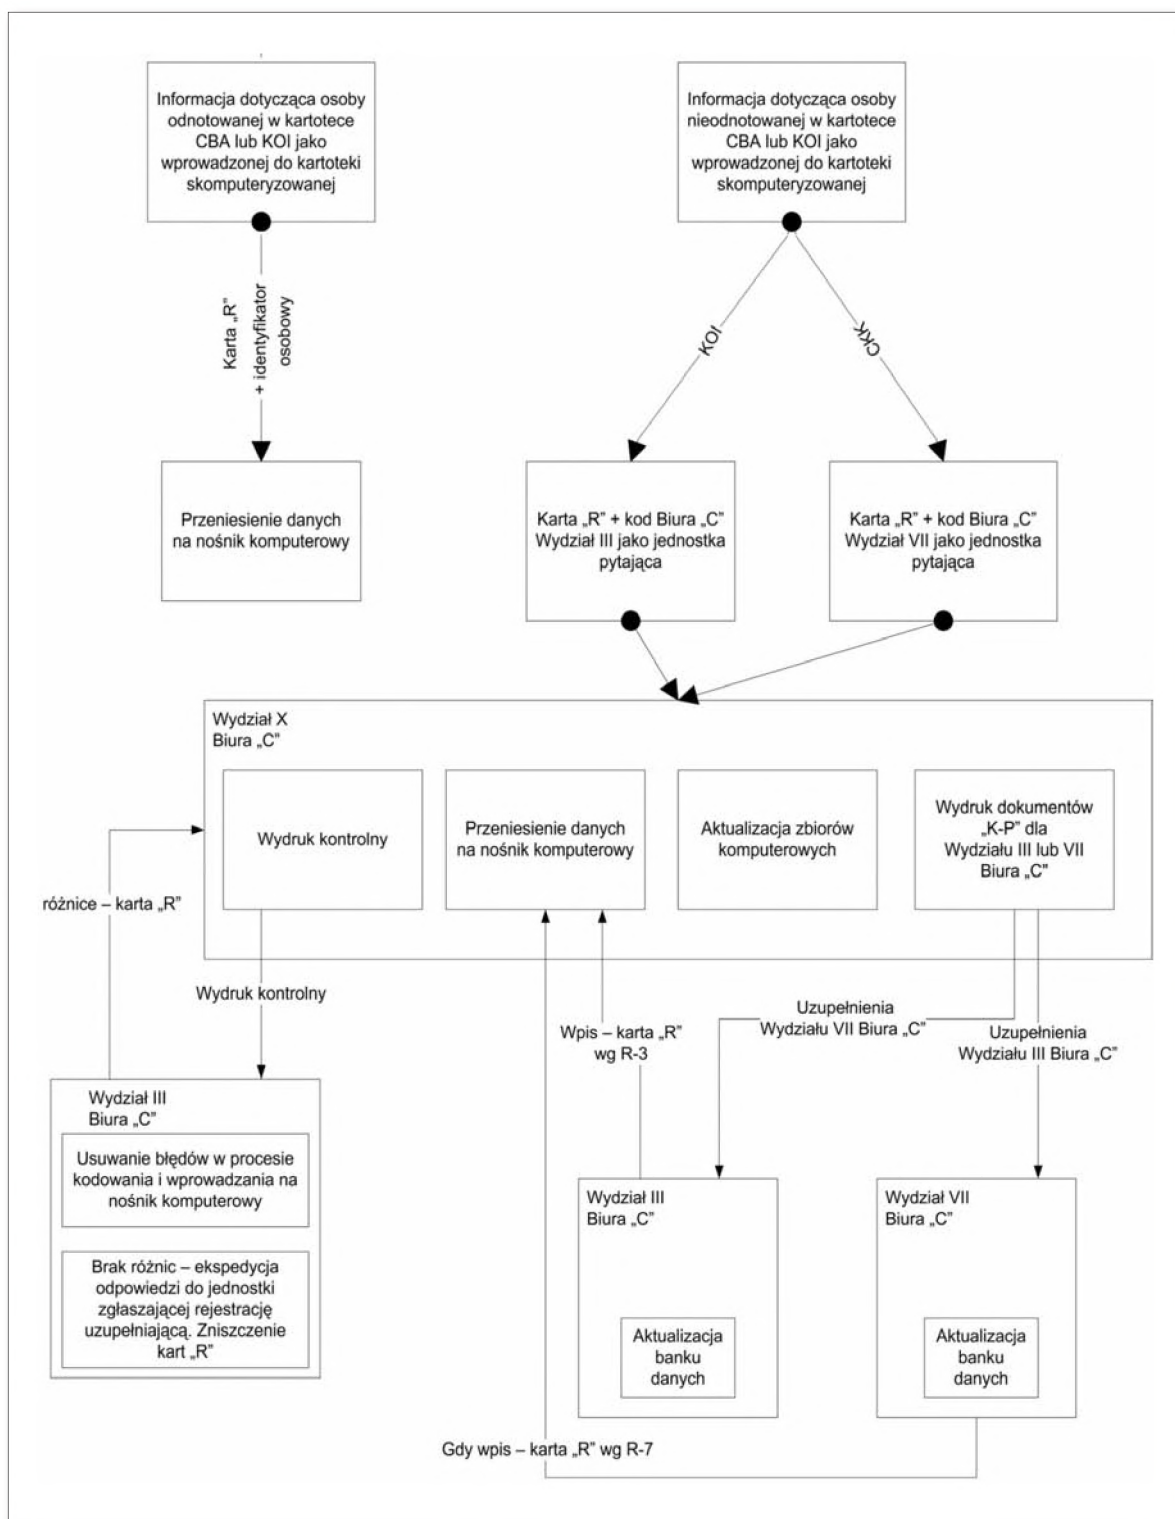 Informacja dotycząca osoby
odnotowanej w kartotece
CBA lub KOI jako
wprowadzonej do kartoteki
skomputeryzowanej
Informacja dotycząca osoby
nieodnotowanej w kartotece
CBA lub KOI jako
wprowadzonej do kartoteki
skomputeryzowanej
Karta „R”
+ identyfikator
osobowy
KOI
CKK
Przeniesienie danych
na nośnik komputerowy
Karta „R” + kod Biura „C”
Wydział III jako jednostka
pytająca
Karta „R” + kod Biura „C”
Wydział VII jako jednostka
pytająca
Wydział X
Biura „C”
Wydruk kontrolny
Przeniesienie danych
na nośnik komputerowy
Aktualizacja zbiorów
komputerowych
Wydruk dokumentów
„K-P” dla
Wydziału III lub VII
Biura „C”
różnice – karta „R”
Wydruk kontrolny
Wpis – karta „R”
wg R-3
Uzupełnienia
Wydziału VII Biura „C”
Uzupełnienia
Wydziału III Biura „C”
Wydział III
Biura „C”
Usuwanie błędów w procesie
kodowania i wprowadzania na
nośnik komputerowy
Brak różnic – ekspedycja
odpowiedzi do jednostki
zgłaszającej rejestrację
uzupełniającą. Zniszczenie
kart „R”
Wydział III
Biura „C”
Aktualizacja
banku
danych
Wydział VII
Biura „C”
Aktualizacja
banku
danych
Gdy wpis – karta „R” wg R-7